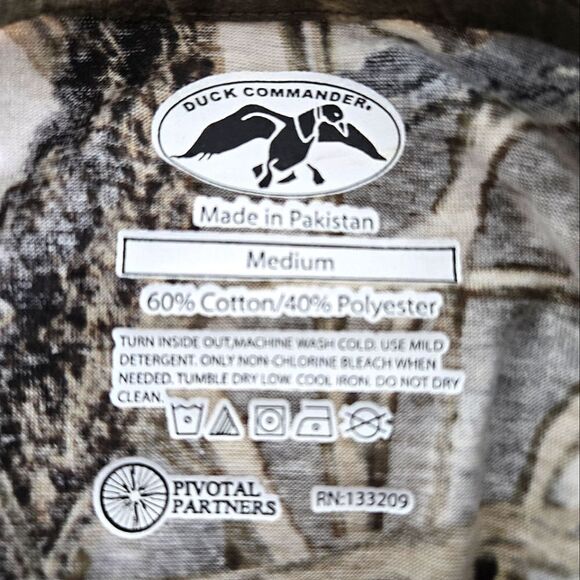 DUCK COMMANDER®
Made in Pakistan
Medium
60% Cotton/40% Polyester
TURN INSIDE OUT,MACHINE WASH COLD. USE MILD
DETERGENT. ONLY NON-CHLORINE BLEACH WHEN
NEEDED. TUMBLE DRY LOW. COOL IRON. DO NOT DRY
CLEAN.
PIVOTAL
PARTNERS
RN:133209